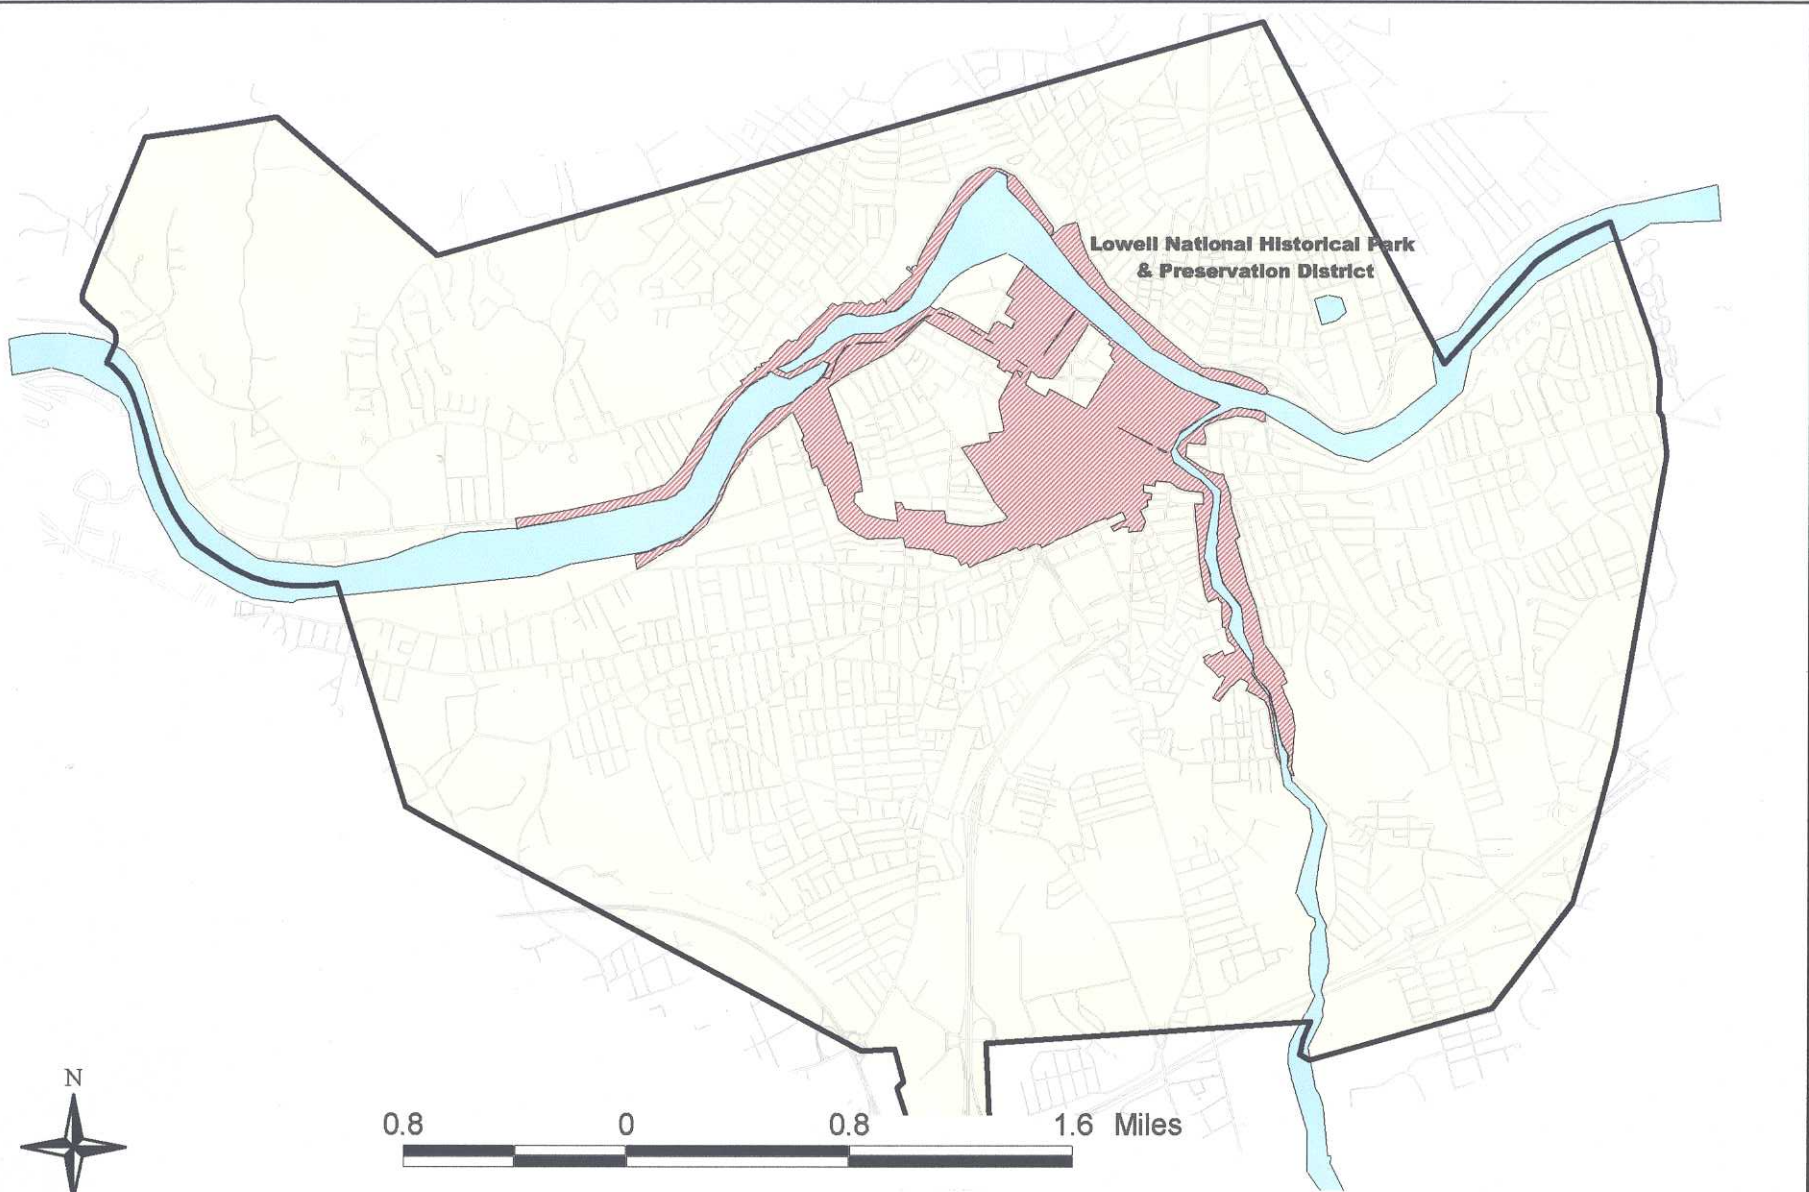 Lowell National Historical Park
& Preservation District
N
0.8 0 0.8 1.6 Miles